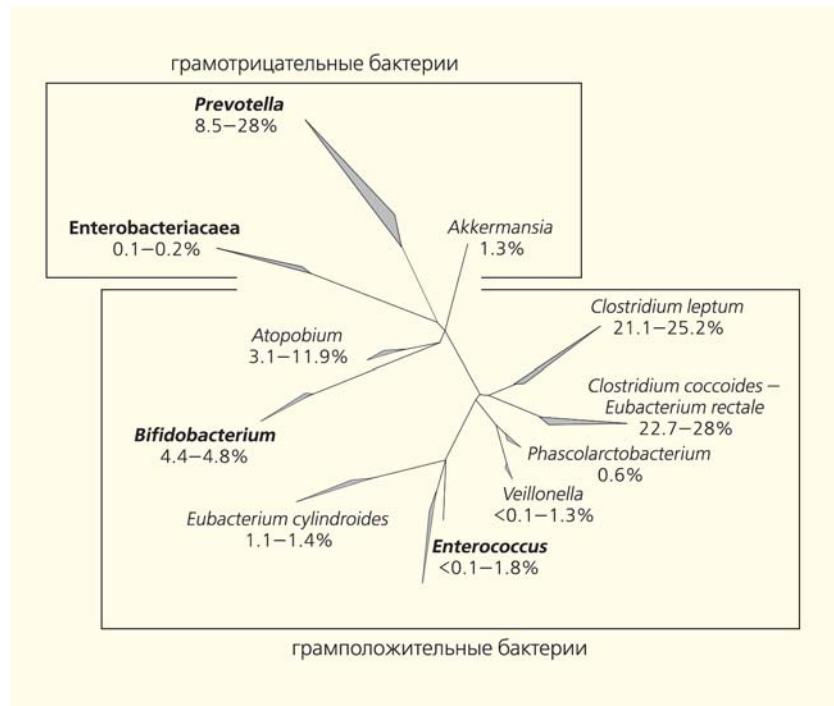 грамотрицательные бактерии
Prevotella
8.5–28%
Enterobacteriacaea
0.1–0.2%
Akkermansia
1.3%
Clostridium leptum
21.1–25.2%
Atopobium
3.1–11.9%
Clostridium coccoides –
Eubacterium rectale
22.7–28%
Bifidobacterium
4.4–4.8%
Phascolarctobacterium
0.6%
Veillonella
<0.1–1.3%
Eubacterium cylindroides
1.1–1.4%
Enterococcus
<0.1–1.8%
грамположительные бактерии